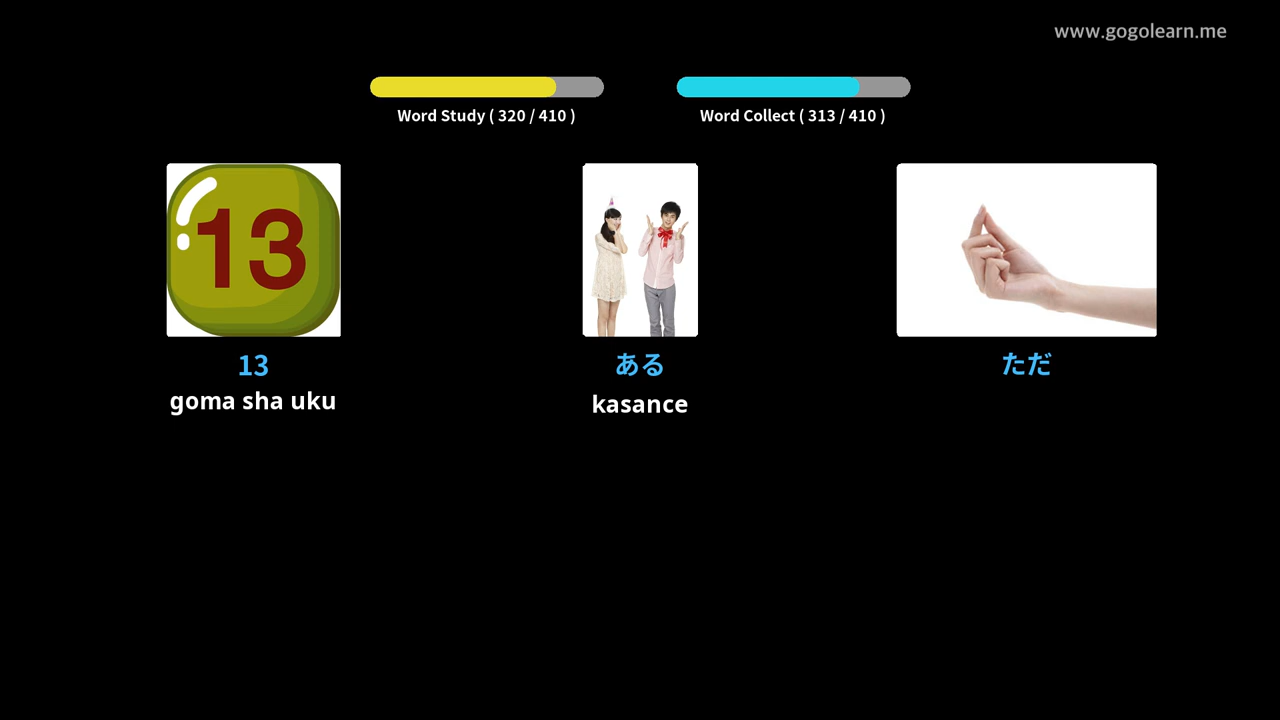 www.gogolearn.me
Word Study ( 320 / 410 )
Word Collect ( 313 / 410 )
13
13
goma sha uku
ある
kasance
ただ